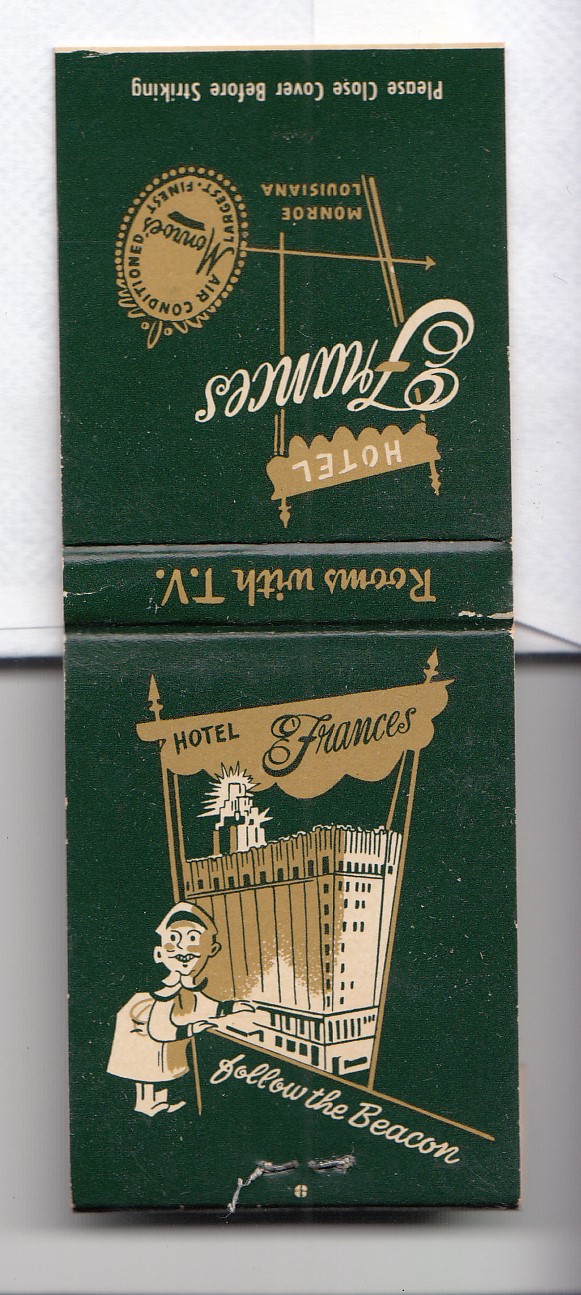 Please Close Cover Before Striking
MONROE
LOUISIANA
Monroe's
LARGEST - FINEST
AIR CONDITIONED
HOTEL
Frances
Rooms with T.V.
HOTEL Frances
follow the Beacon